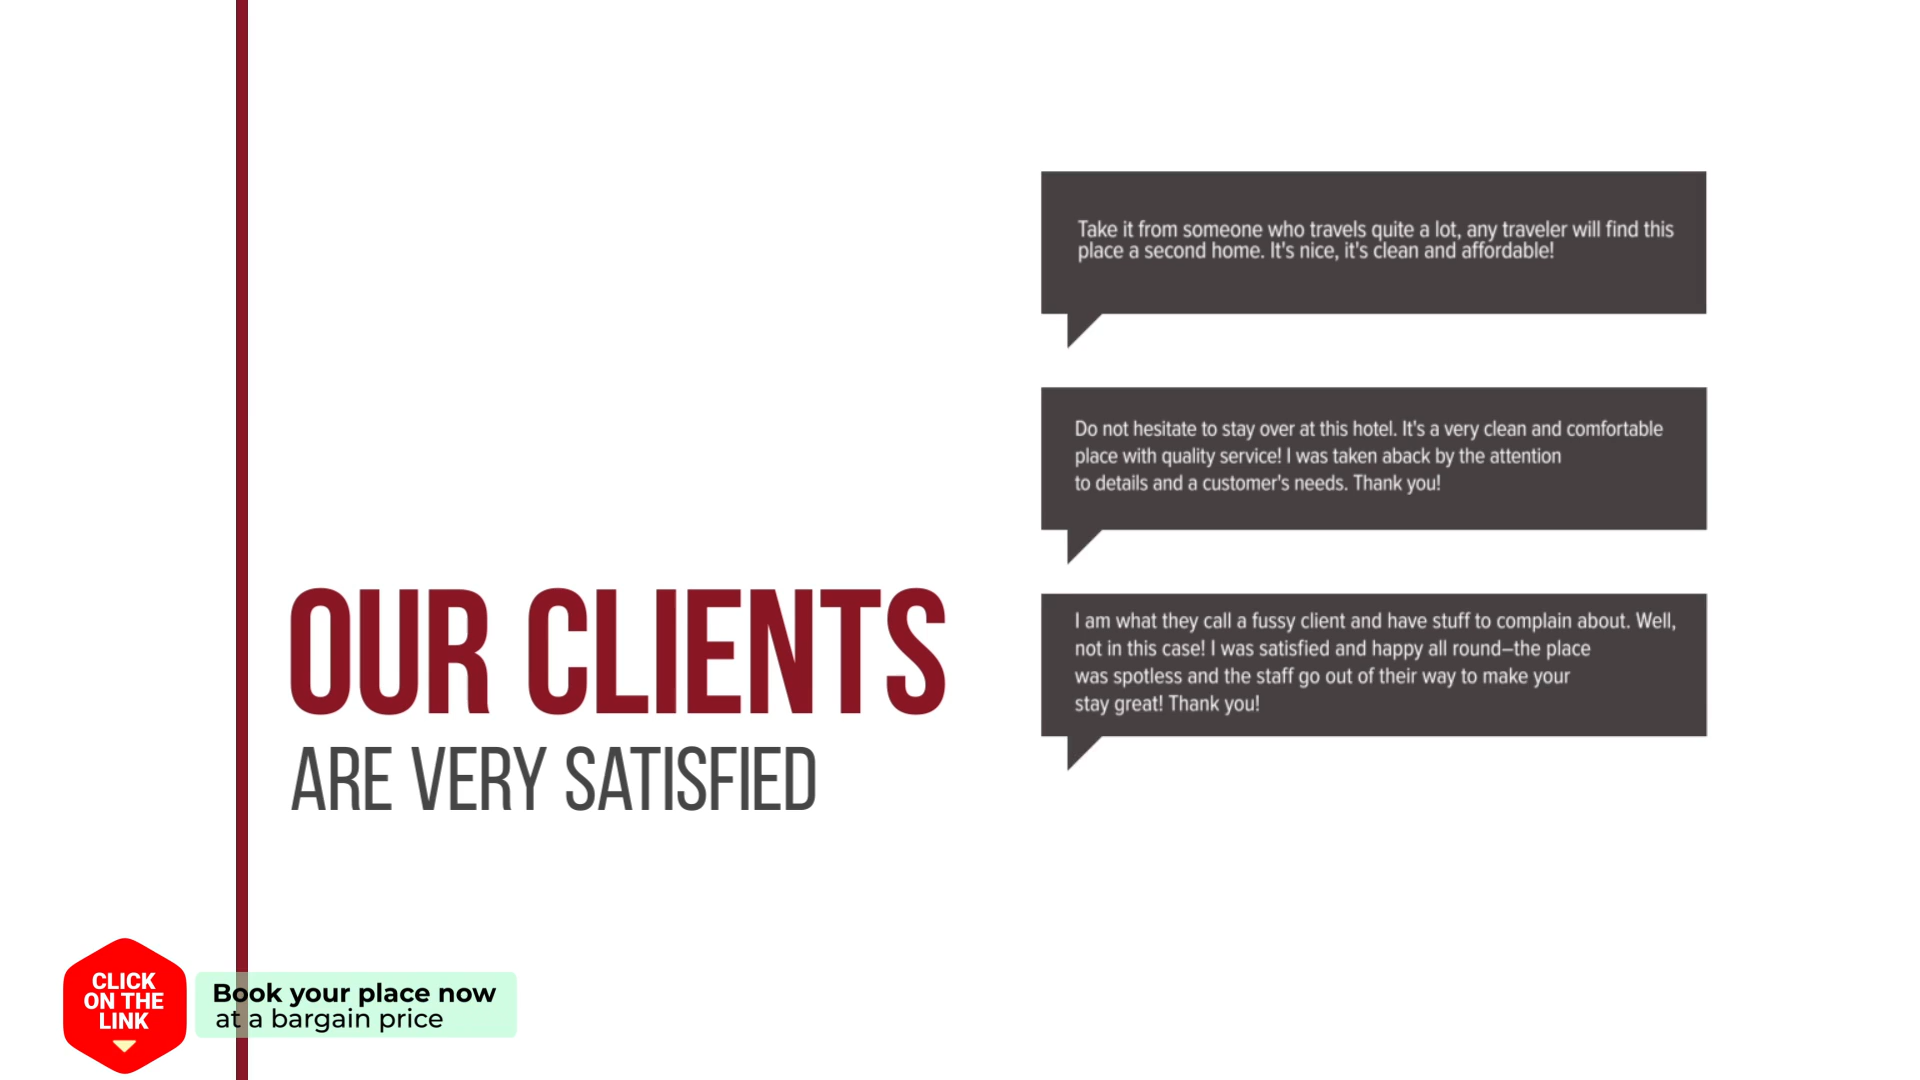 Take it from someone who travels quite a lot, any traveler will find this
place a second home. It's nice, it's clean and affordable!
Do not hesitate to stay over at this hotel. It's a very clean and comfortable
place with quality service! I was taken aback by the attention
to details and a customer's needs. Thank you!
I am what they call a fussy client and have stuff to complain about. Well,
not in this case! I was satisfied and happy all round–the place
was spotless and the staff go out of their way to make your
stay great! Thank you!
OUR CLIENTS
ARE VERY SATISFIED
CLICK
ON THE
LINK
Book your place now
at a bargain price